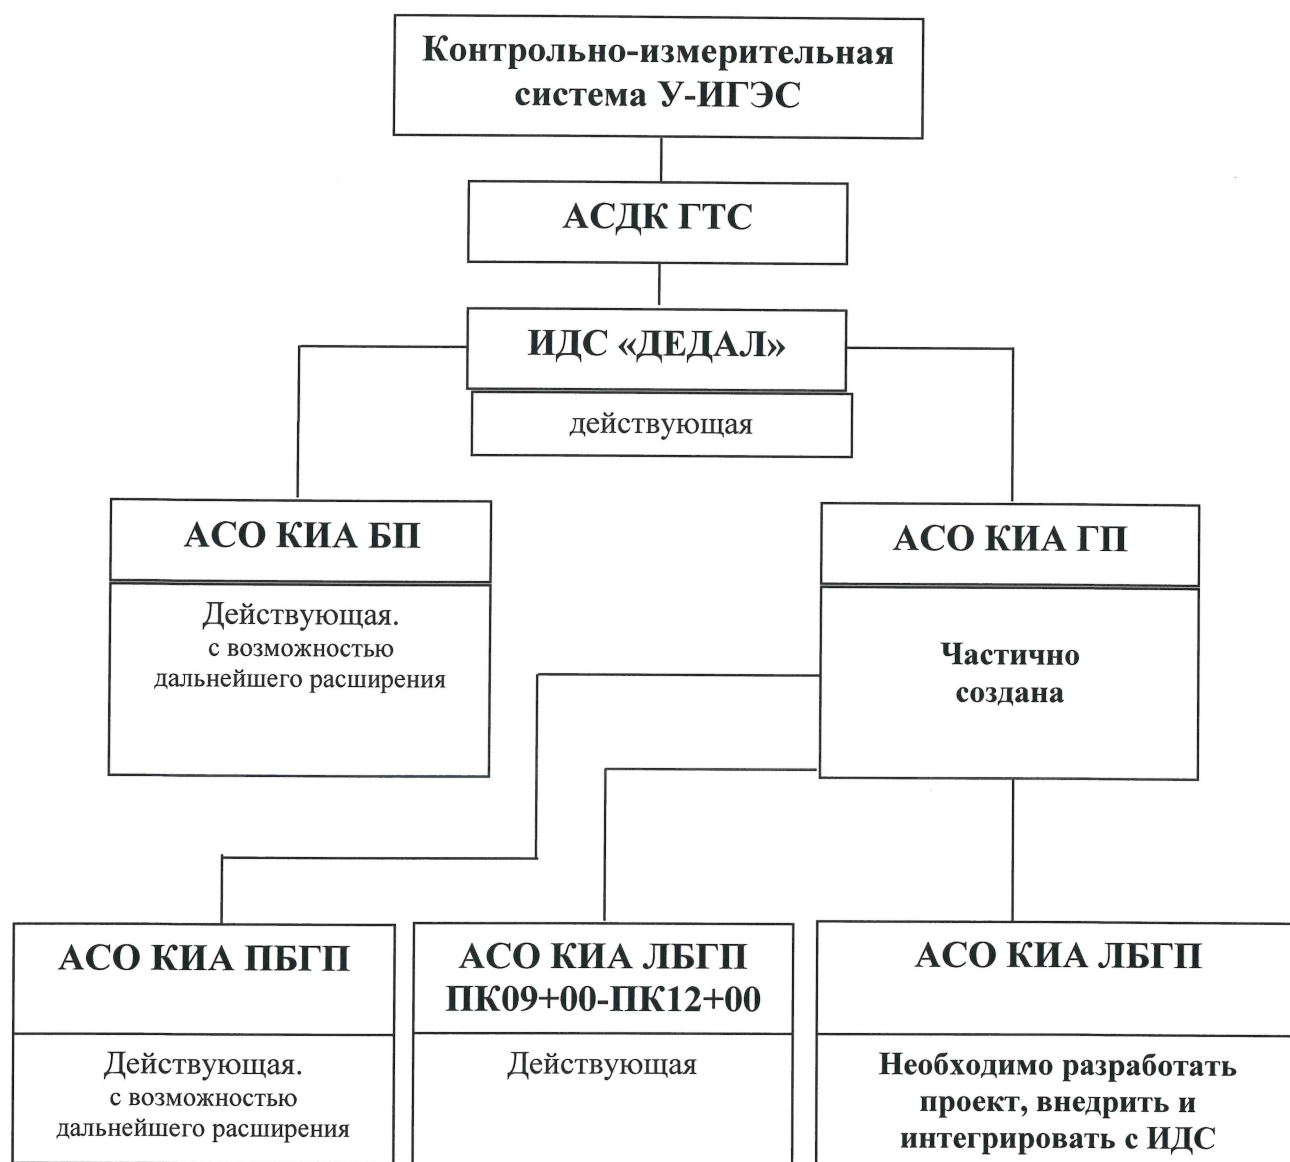 Контрольно-измерительная
система У-ИГЭС
АСДК ГТС
ИДС «ДЕДАЛ»
действующая
АСО КИА БП
Действующая.
с возможностью
дальнейшего расширения
АСО КИА ГП
Частично
создана
АСО КИА ПБГП
Действующая.
с возможностью
дальнейшего расширения
АСО КИА ЛБГП
ПК09+00-ПК12+00
Действующая
АСО КИА ЛБГП
Необходимо разработать
проект, внедрить и
интегрировать с ИДС